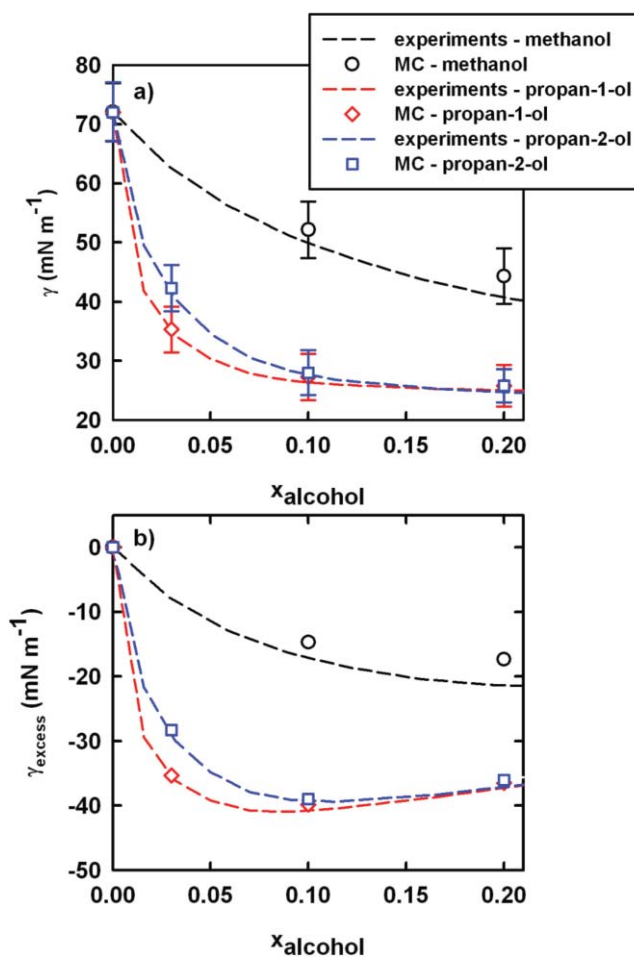 experiments - methanol
MC - methanol
experiments - propan-1-ol
MC - propan-1-ol
experiments - propan-2-ol
MC - propan-2-ol
a)
80
70
60
50
40
30
20
γ (mN m⁻¹)
0.00 0.05 0.10 0.15 0.20
xalcohol
b)
0
-10
-20
-30
-40
-50
γexcess (mN m⁻¹)
0.00 0.05 0.10 0.15 0.20
xalcohol